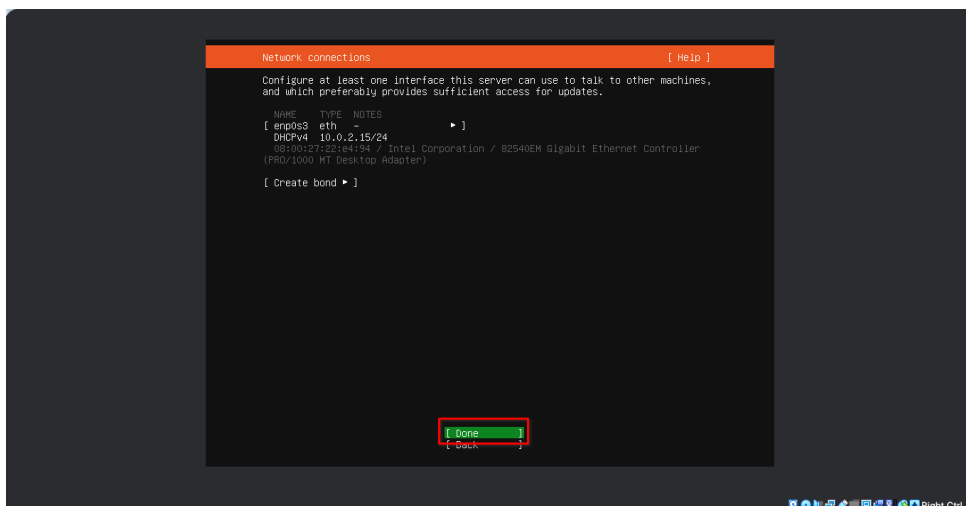 Network connections [ Help ]
Configure at least one interface this server can use to talk to other machines,
and which preferably provides sufficient access for updates.
NAME TYPE NOTES
[ enp0s3 eth – ▸ ]
DHCPv4 10.0.2.15/24
08:00:27:22:e4:94 / Intel Corporation / 82540EM Gigabit Ethernet Controller
(PRO/1000 MT Desktop Adapter)
[ Create bond ▸ ]
[ Done ]
[ Back ]
Right Ctrl